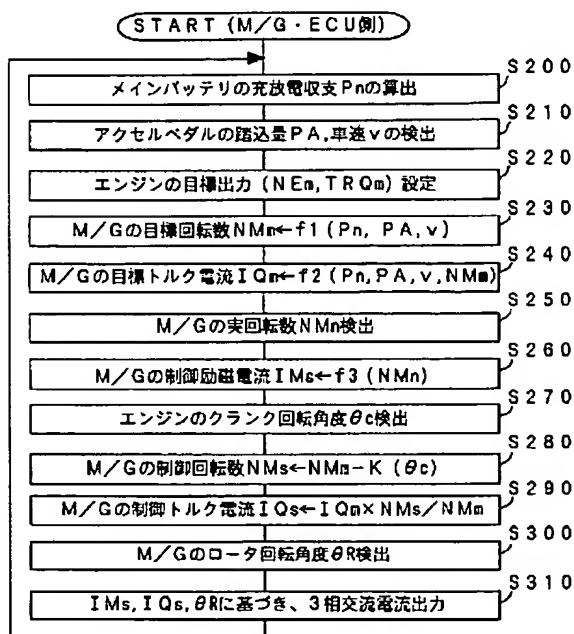 START (M/G・ECU側)
S200
メインバッテリの充放電収支Pnの算出
S210
アクセルペダルの踏込量PA,車速vの検出
S220
エンジンの目標出力 (NEm,TRQm) 設定
S230
M/Gの目標回転数NMm←f1 (Pn, PA,v)
S240
M/Gの目標トルク電流IQm←f2 (Pn,PA,v,NMm)
S250
M/Gの実回転数NMn検出
S260
M/Gの制御励磁電流IMs←f3 (NMn)
S270
エンジンのクランク回転角度θc検出
S280
M/Gの制御回転数NMs←NMm−K (θc)
S290
M/Gの制御トルク電流IQs←IQm×NMs/NMm
S300
M/Gのロータ回転角度θR検出
S310
IMs,IQs,θRに基づき、3相交流電流出力